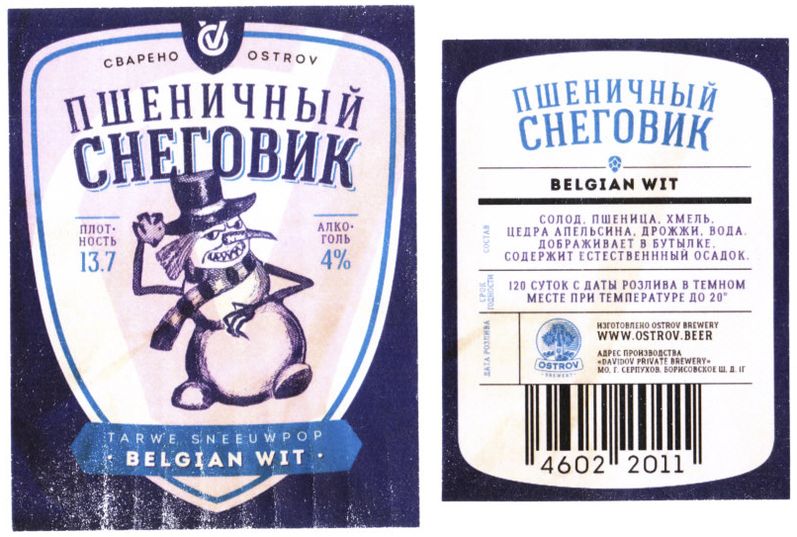 СВАРЕНО OSTROV
ПШЕНИЧНЫЙ
СНЕГОВИК
ПЛОТ-
НОСТЬ
13.7
АЛКО-
ГОЛЬ
4%
TARWE SNEEUWPOP
· BELGIAN WIT ·
ПШЕНИЧНЫЙ
СНЕГОВИК
BELGIAN WIT
СОСТАВ
СОЛОД, ПШЕНИЦА, ХМЕЛЬ,
ЦЕДРА АПЕЛЬСИНА, ДРОЖЖИ, ВОДА.
ДОБРАЖИВАЕТ В БУТЫЛКЕ.
СОДЕРЖИТ ЕСТЕСТВЕНННЫЙ ОСАДОК.
СРОК
ГОДНОСТИ
120 СУТОК С ДАТЫ РОЗЛИВА В ТЕМНОМ
МЕСТЕ ПРИ ТЕМПЕРАТУРЕ ДО 20°
ДАТА РОЗЛИВА
OSTROV
BREWERY
ИЗГОТОВЛЕНО OSTROV BREWERY
WWW.OSTROV.BEER
АДРЕС ПРОИЗВОДСТВА
«DAVIDOV PRIVATE BREWERY»
МО, Г. СЕРПУХОВ, БОРИСОВСКОЕ Ш, Д. 1Г
4602 2011